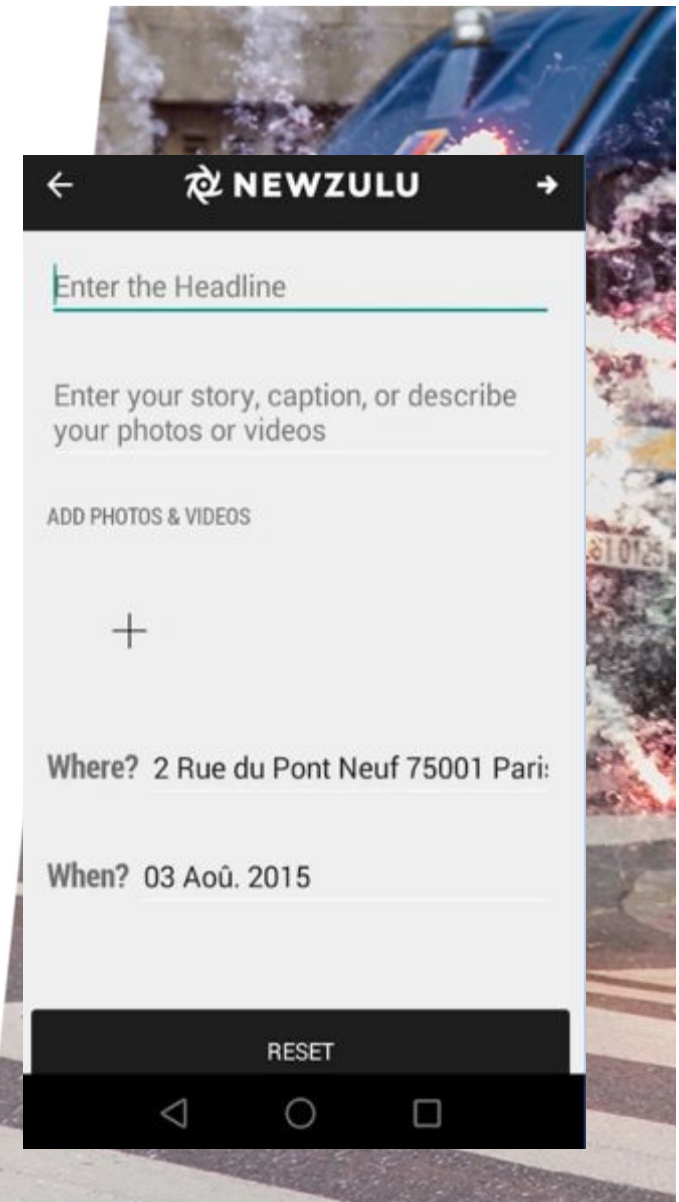 NEWZULU
Enter the Headline
Enter your story, caption, or describe
your photos or videos
ADD PHOTOS & VIDEOS
Where? 2 Rue du Pont Neuf 75001 Paris
When? 03 Aoû. 2015
RESET